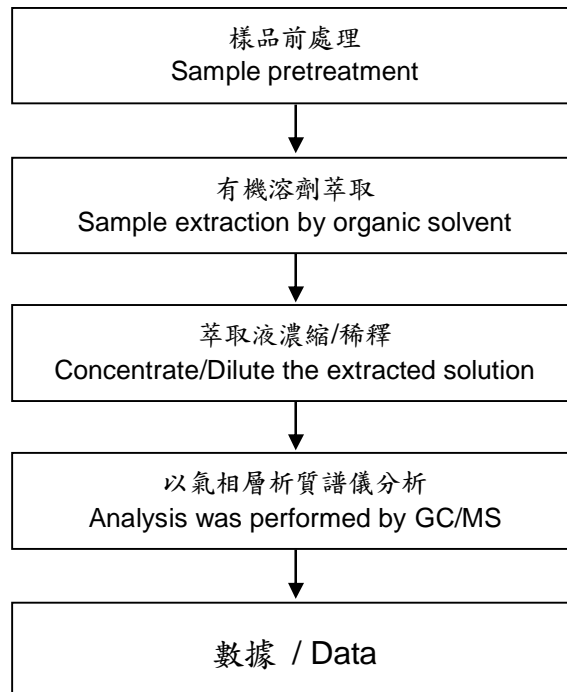 樣品前處理
Sample pretreatment
有機溶劑萃取
Sample extraction by organic solvent
萃取液濃縮/稀釋
Concentrate/Dilute the extracted solution
以氣相層析質譜儀分析
Analysis was performed by GC/MS
數據 / Data